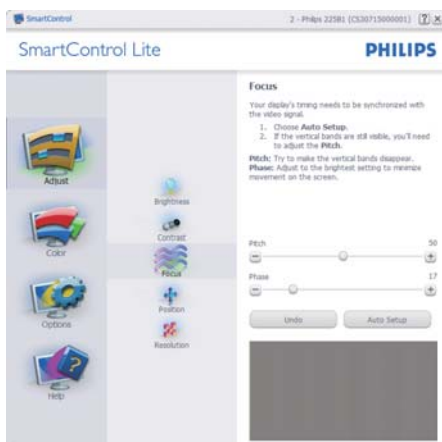 SmartControl
2 - Philips 225B1 (CS30715000001)
SmartControl Lite
PHILIPS
Adjust
Color
Options
Help
Brightness
Contrast
Focus
Position
Resolution
Focus
Your display's timing needs to be synchronized with
the video signal.
1. Choose Auto Setup.
2. If the vertical bands are still visible, you'll need
to adjust the Pitch.
Pitch: Try to make the vertical bands disappear.
Phase: Adjust to the brightest setting to minimize
movement on the screen.
Pitch 50
Phase 17
Undo
Auto Setup